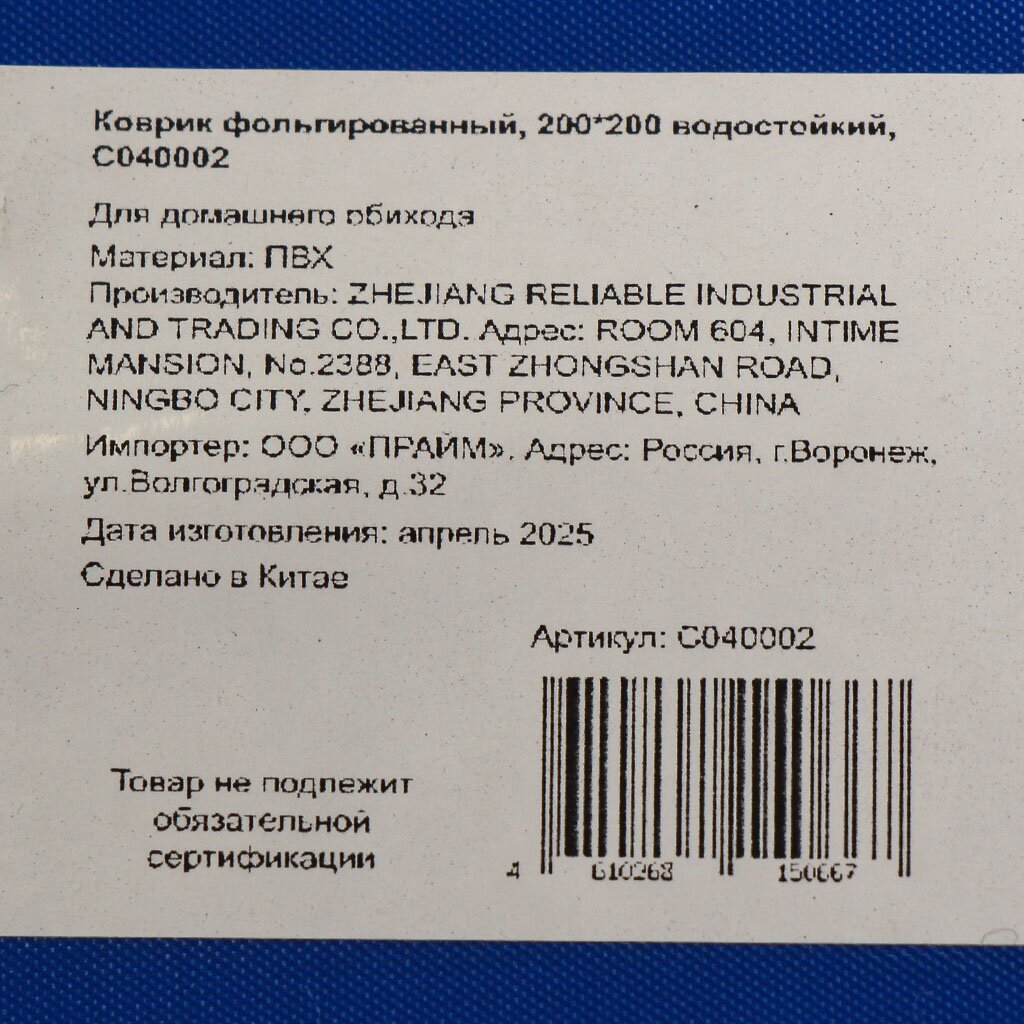 Коврик фольгированный, 200*200 водостойкий,
C040002
Для домашнего обихода
Материал: ПВХ
Производитель: ZHEJIANG RELIABLE INDUSTRIAL
AND TRADING CO.,LTD. Адрес: ROOM 604, INTIME
MANSION, No.2388, EAST ZHONGSHAN ROAD,
NINGBO CITY, ZHEJIANG PROVINCE, CHINA
Импортер: ООО «ПРАЙМ». Адрес: Россия, г.Воронеж,
ул.Волгоградская, д.32
Дата изготовления: апрель 2025
Сделано в Китае
Артикул: C040002
Товар не подлежит
обязательной
сертификации
4 610268 150667